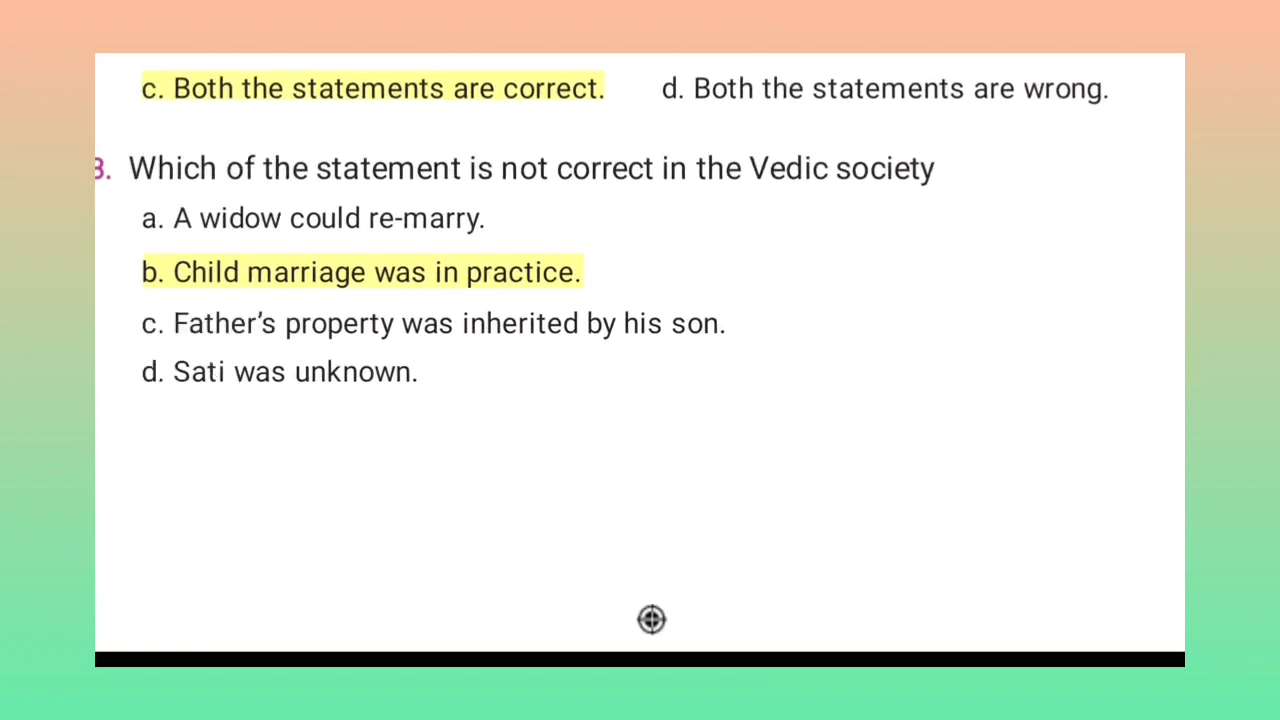 c. Both the statements are correct. d. Both the statements are wrong.
3. Which of the statement is not correct in the Vedic society
a. A widow could re-marry.
b. Child marriage was in practice.
c. Father’s property was inherited by his son.
d. Sati was unknown.